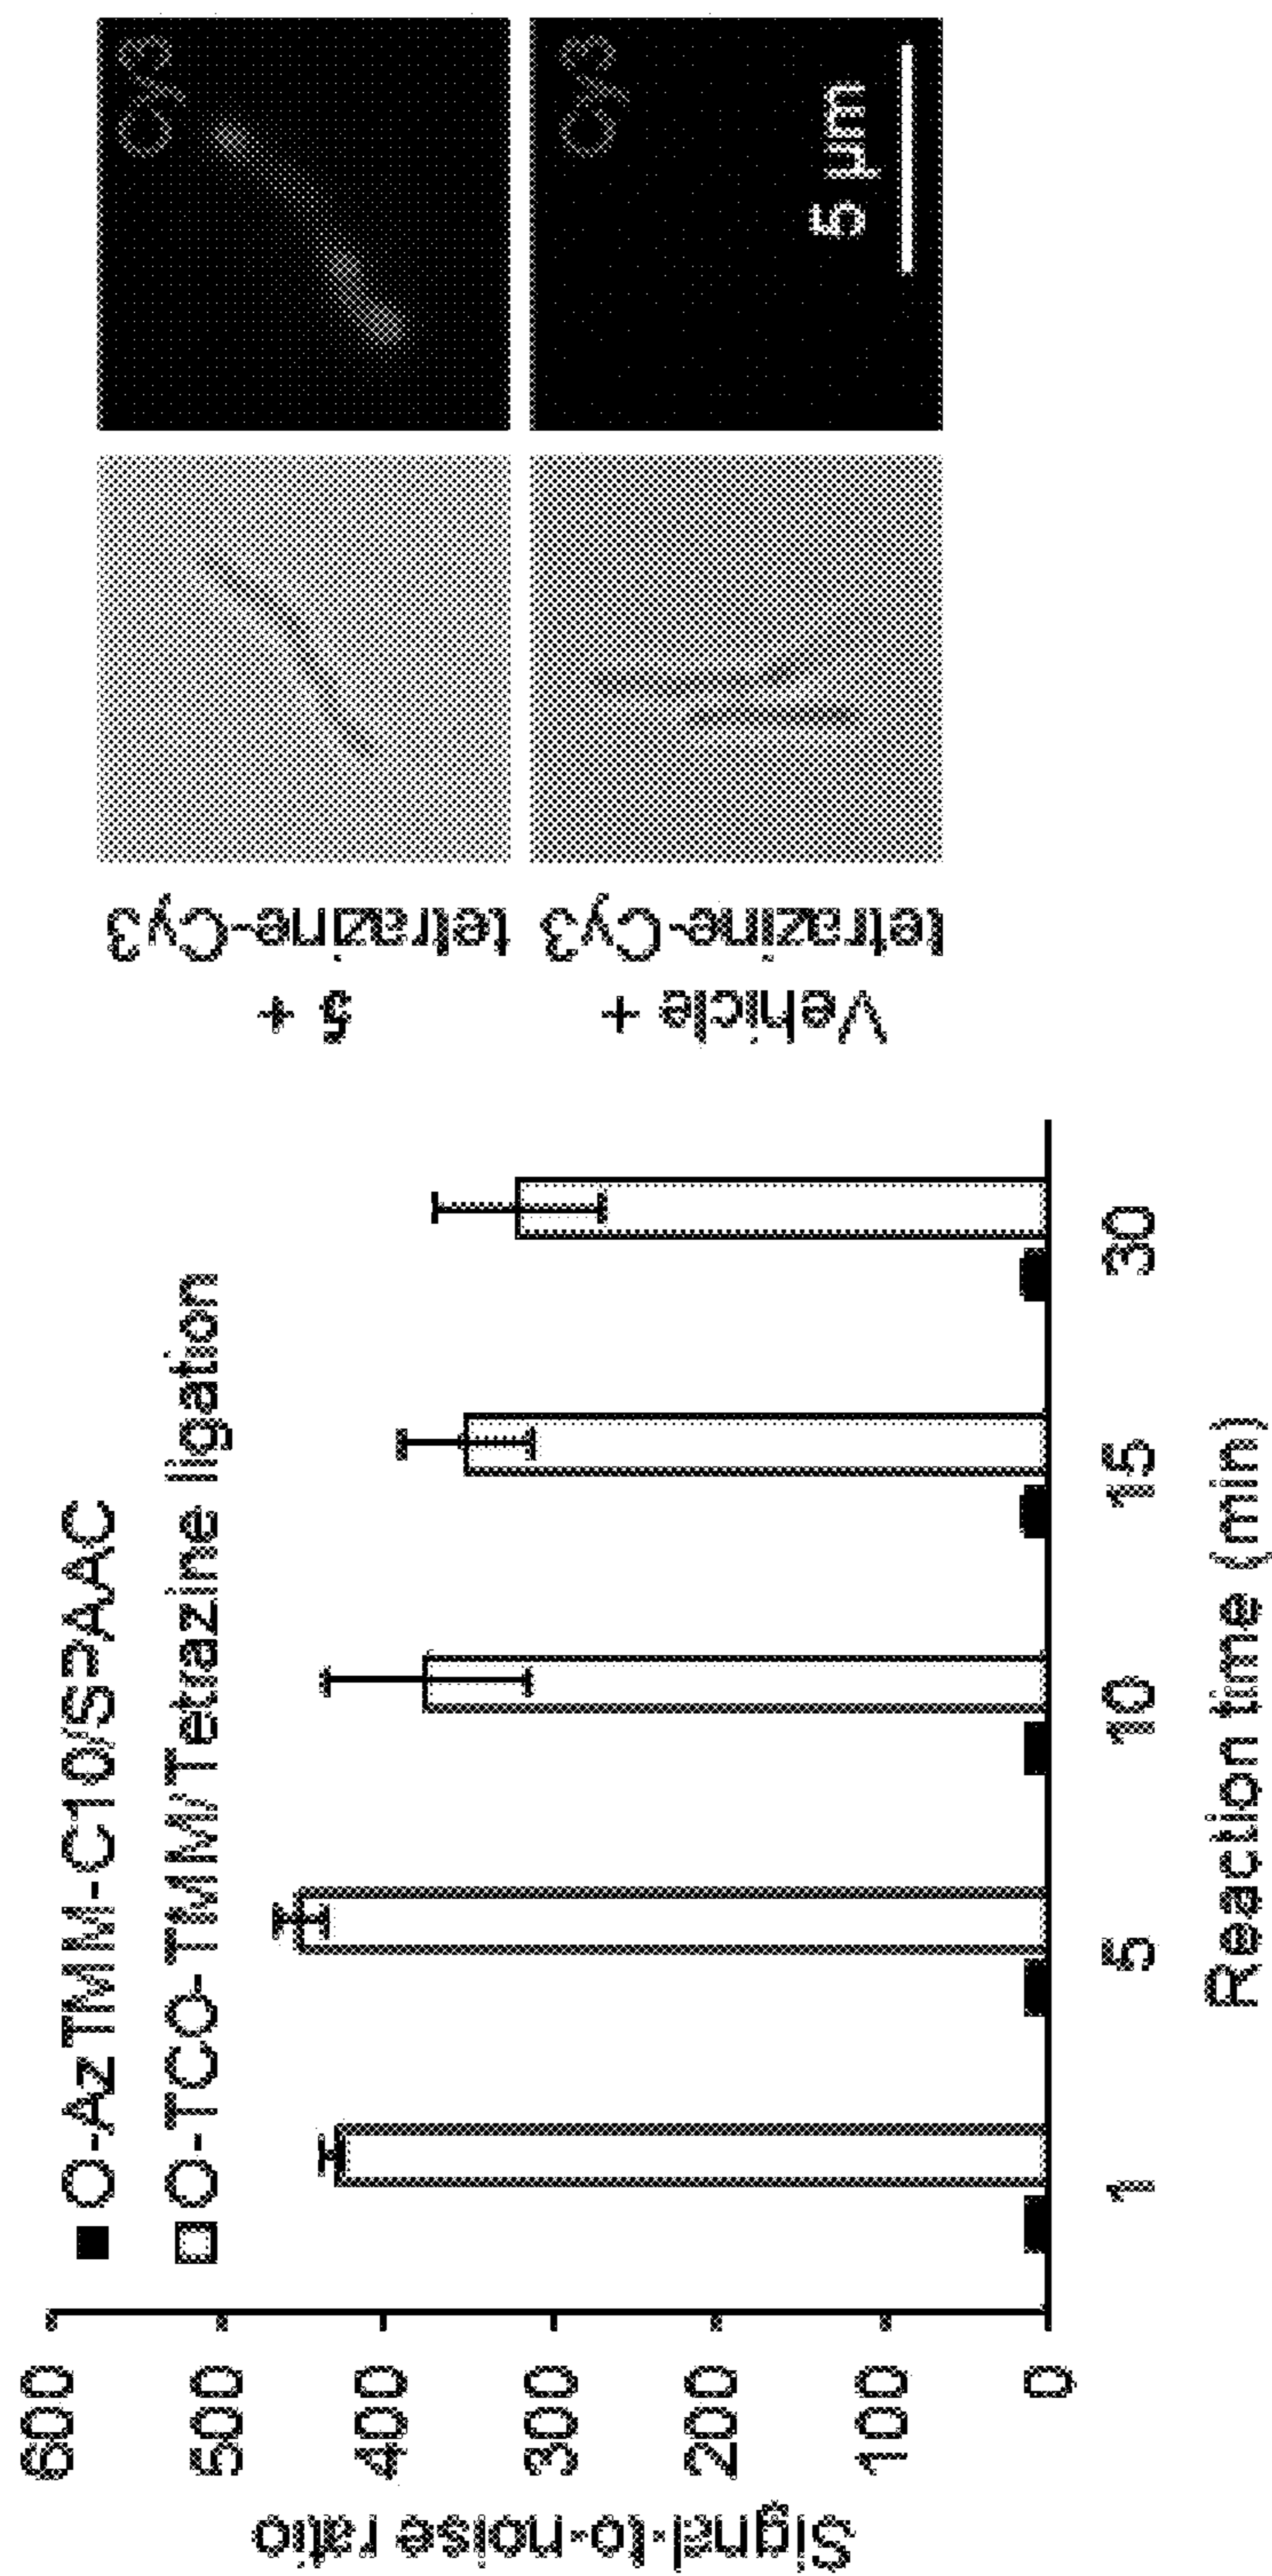 ■ O-AzTMM-C10/SPAAC
□ O-TCO-TMM/Tetrazine ligation
Signal-to-noise ratio
600
500
400
300
200
100
0
1 5 10 15 30
Reaction time (min)
5 +
tetrazine-Cy3
Cy3
Vehicle +
tetrazine-Cy3
Cy3
5 µm